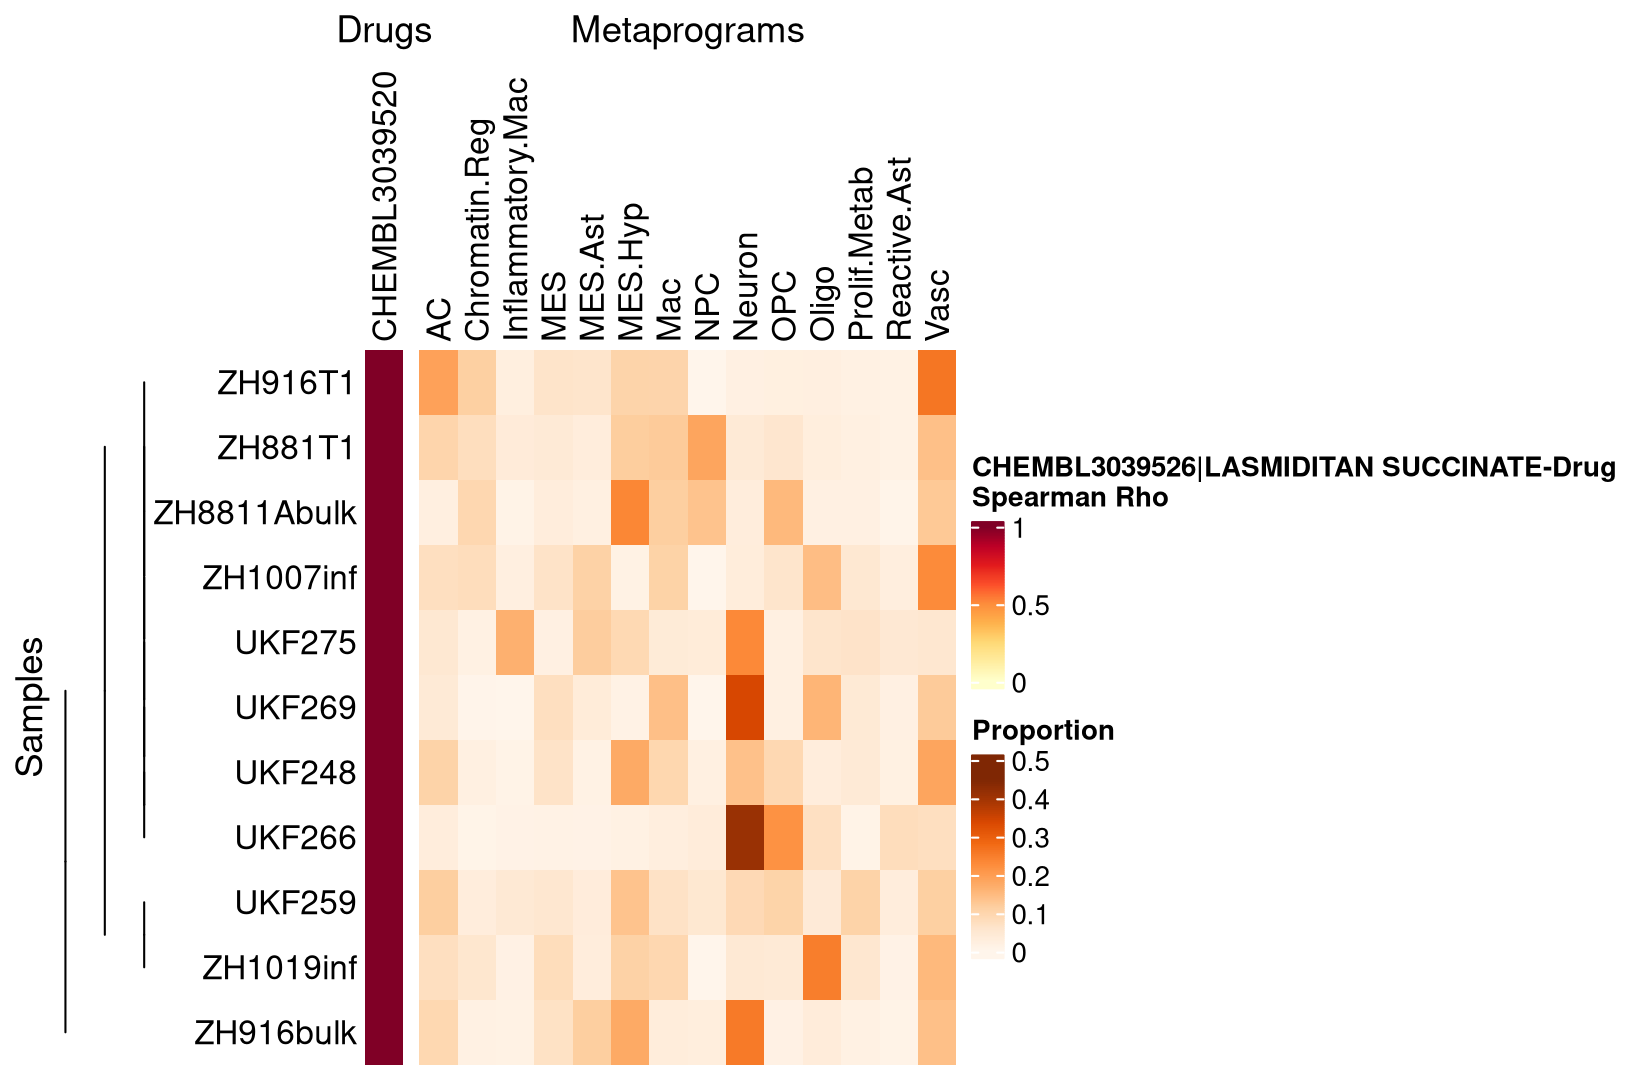 Drugs
Metaprograms
CHEMBL3039520
AC
Chromatin.Reg
Inflammatory.Mac
MES
MES.Ast
MES.Hyp
Mac
NPC
Neuron
OPC
Oligo
Prolif.Metab
Reactive.Ast
Vasc
Samples
ZH916T1
ZH881T1
ZH8811Abulk
ZH1007inf
UKF275
UKF269
UKF248
UKF266
UKF259
ZH1019inf
ZH916bulk
CHEMBL3039526|LASMIDITAN SUCCINATE-Drug
Spearman Rho
1
0.5
0
Proportion
0.5
0.4
0.3
0.2
0.1
0